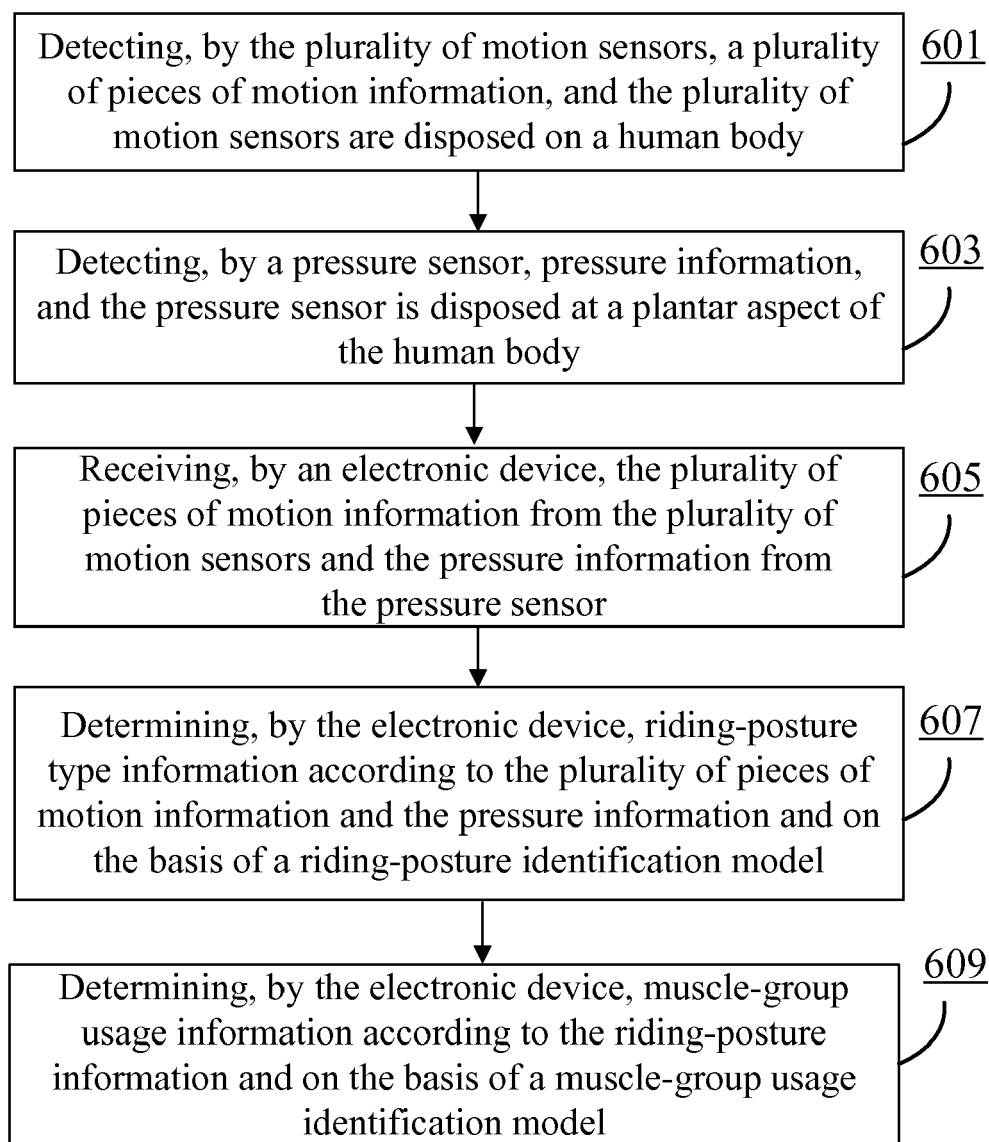 Detecting, by the plurality of motion sensors, a plurality
of pieces of motion information, and the plurality of
motion sensors are disposed on a human body
601
Detecting, by a pressure sensor, pressure information,
and the pressure sensor is disposed at a plantar aspect of
the human body
603
Receiving, by an electronic device, the plurality of
pieces of motion information from the plurality of
motion sensors and the pressure information from
the pressure sensor
605
Determining, by the electronic device, riding-posture
type information according to the plurality of pieces of
motion information and the pressure information and on
the basis of a riding-posture identification model
607
Determining, by the electronic device, muscle-group
usage information according to the riding-posture
information and on the basis of a muscle-group usage
identification model
609